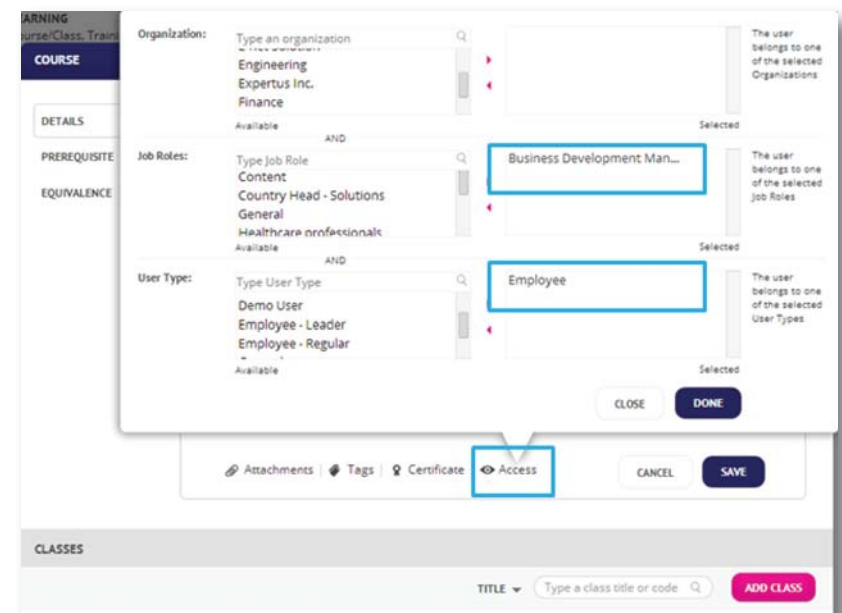 ARNING
urse/Class, Traini
COURSE
DETAILS
PREREQUISITE
EQUIVALENCE
Organization:
Type an organization
Engineering
Expertus Inc.
Finance
Available
Selected
The user
belongs to one
of the selected
Organizations
AND
Job Roles:
Type Job Role
Content
Country Head - Solutions
General
Healthcare professionals
Available
Business Development Man...
Selected
The user
belongs to one
of the selected
Job Roles
AND
User Type:
Type User Type
Demo User
Employee - Leader
Employee - Regular
Available
Employee
Selected
The user
belongs to one
of the selected
User Types
CLOSE
DONE
Attachments | Tags | Certificate Access
CANCEL
SAVE
CLASSES
TITLE
Type a class title or code
ADD CLASS